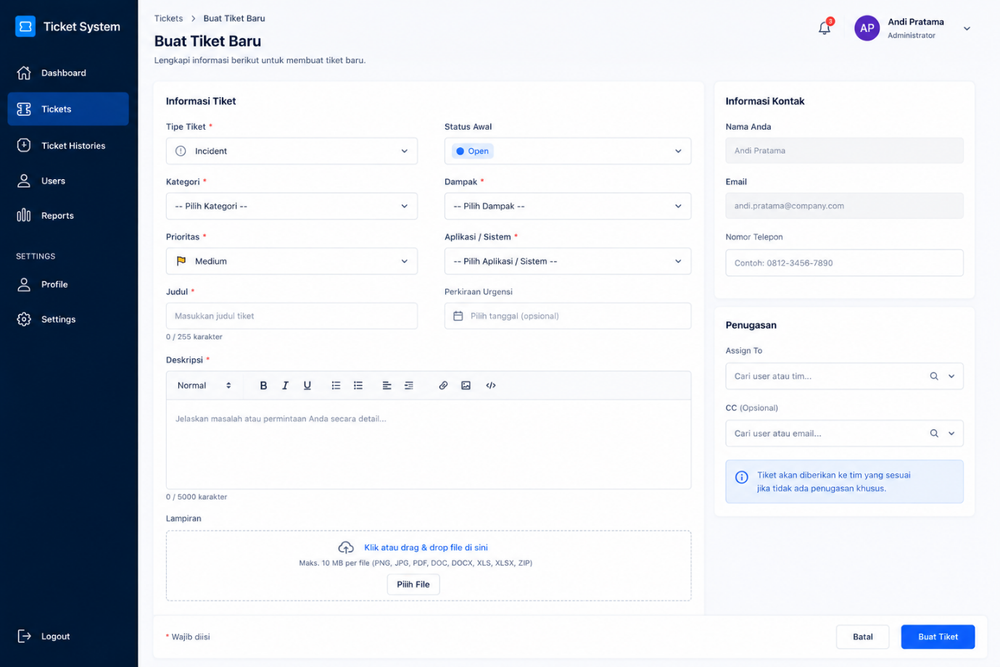 Ticket System
Dashboard
Tickets
Ticket Histories
Users
Reports
SETTINGS
Profile
Settings
Logout
Tickets > Buat Tiket Baru
Buat Tiket Baru
Lengkapi informasi berikut untuk membuat tiket baru.
3
AP
Andi Pratama
Administrator
Informasi Tiket
Tipe Tiket *
Incident
Status Awal
Open
Kategori *
-- Pilih Kategori --
Dampak *
-- Pilih Dampak --
Prioritas *
Medium
Aplikasi / Sistem *
-- Pilih Aplikasi / Sistem --
Judul *
Masukkan judul tiket
0 / 255 karakter
Perkiraan Urgensi
Pilih tanggal (opsional)
Deskripsi *
Normal B I U </>
Jelaskan masalah atau permintaan Anda secara detail...
0 / 5000 karakter
Lampiran
Klik atau drag & drop file di sini
Maks. 10 MB per file (PNG, JPG, PDF, DOC, DOCX, XLS, XLSX, ZIP)
Piiih File
* Wajib diisi
Batal
Buat Tiket
Informasi Kontak
Nama Anda
Andi Pratama
Email
andi.pratama@company.com
Nomor Telepon
Contoh: 0812-3456-7890
Penugasan
Assign To
Cari user atau tim...
CC (Opsional)
Cari user atau email...
Tiket akan diberikan ke tim yang sesuai
jika tidak ada penugasan khusus.